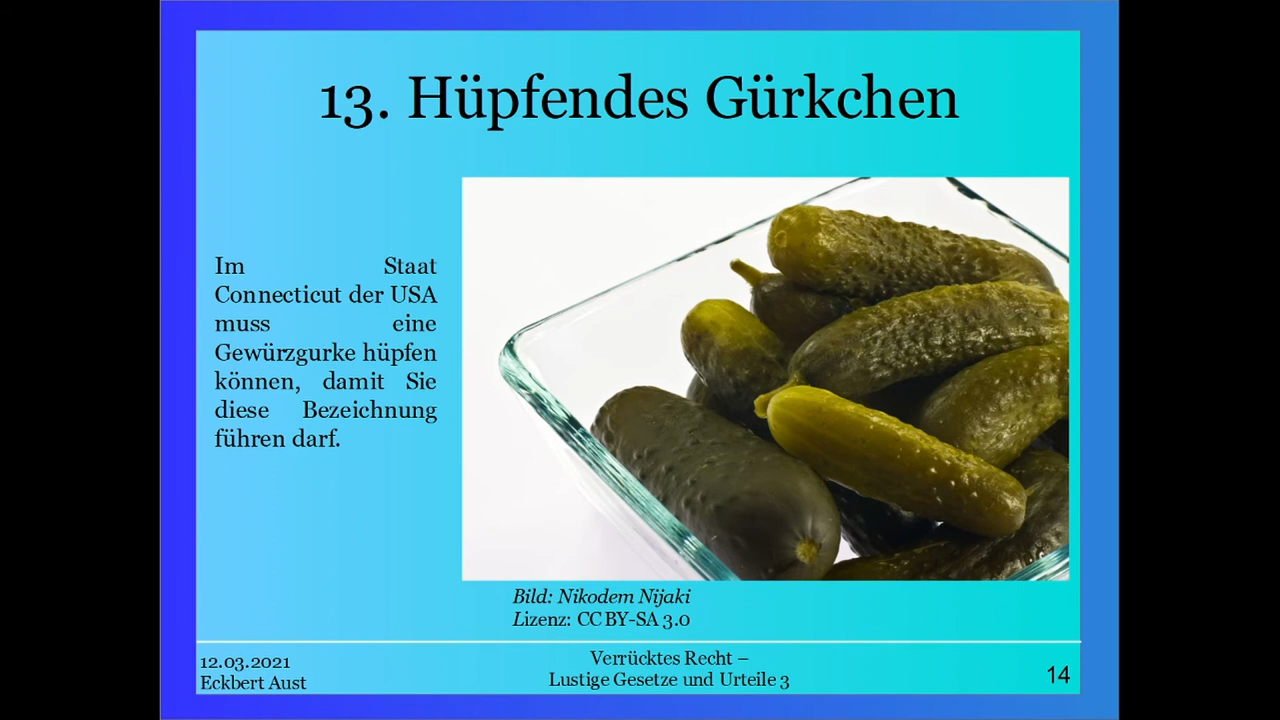 13. Hüpfendes Gürkchen
Im Staat
Connecticut der USA
muss eine
Gewürzgurke hüpfen
können, damit Sie
diese Bezeichnung
führen darf.
Bild: Nikodem Nijaki
Lizenz: CC BY-SA 3.0
12.03.2021
Eckbert Aust
Verrücktes Recht –
Lustige Gesetze und Urteile 3
14